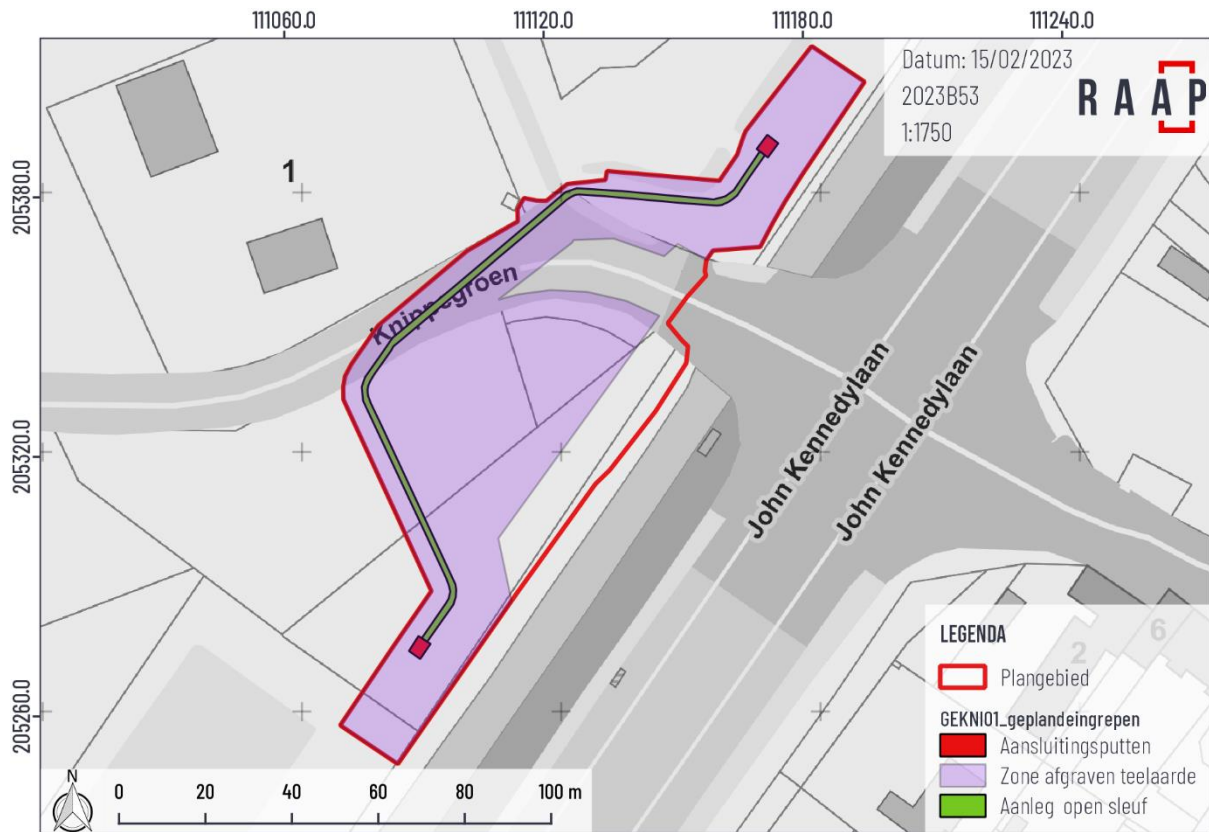 111060.0 111120.0 111180.0 111240.0
Datum: 15/02/2023
2023B53
1:1750
RAAP
205380.0
205320.0
205260.0
1
Knippegroen
John Kennedylaan
John Kennedylaan
2
6
LEGENDA
Plangebied
GEKNI01_geplandeingrepen
Aansluitingsputten
Zone afgraven teelaarde
Aanleg open sleuf
N
0 20 40 60 80 100 m